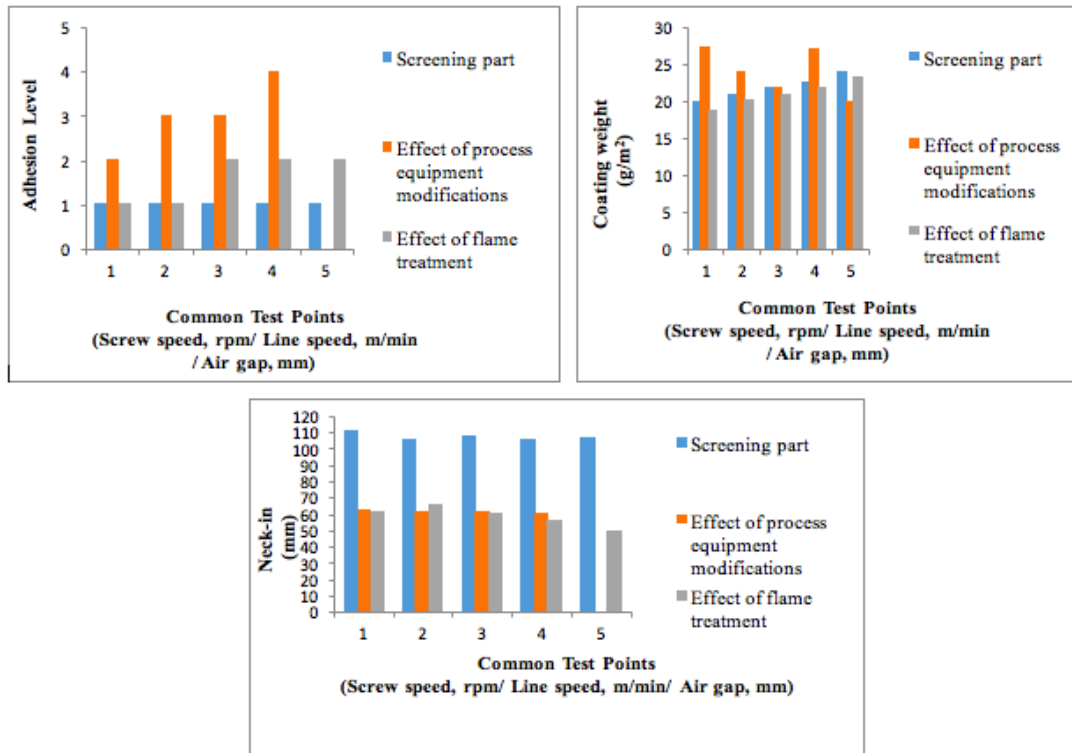 5
4
3
2
1
0
Adhesion Level
1 2 3 4 5
Common Test Points
(Screw speed, rpm/ Line speed, m/min
/ Air gap, mm)
Screening part
Effect of process
equipment
modifications
Effect of flame
treatment
30
25
20
15
10
5
0
Coating weight
(g/m²)
1 2 3 4 5
Common Test Points
(Screw speed, rpm/ Line speed, m/min
/ Air gap, mm)
Screening part
Effect of process
equipment
modifications
Effect of flame
treatment
120
110
100
90
80
70
60
50
40
30
20
10
0
Neck-in
(mm)
1 2 3 4 5
Common Test Points
(Screw speed, rpm/ Line speed, m/min/ Air gap, mm)
Screening part
Effect of process
equipment
modifications
Effect of flame
treatment